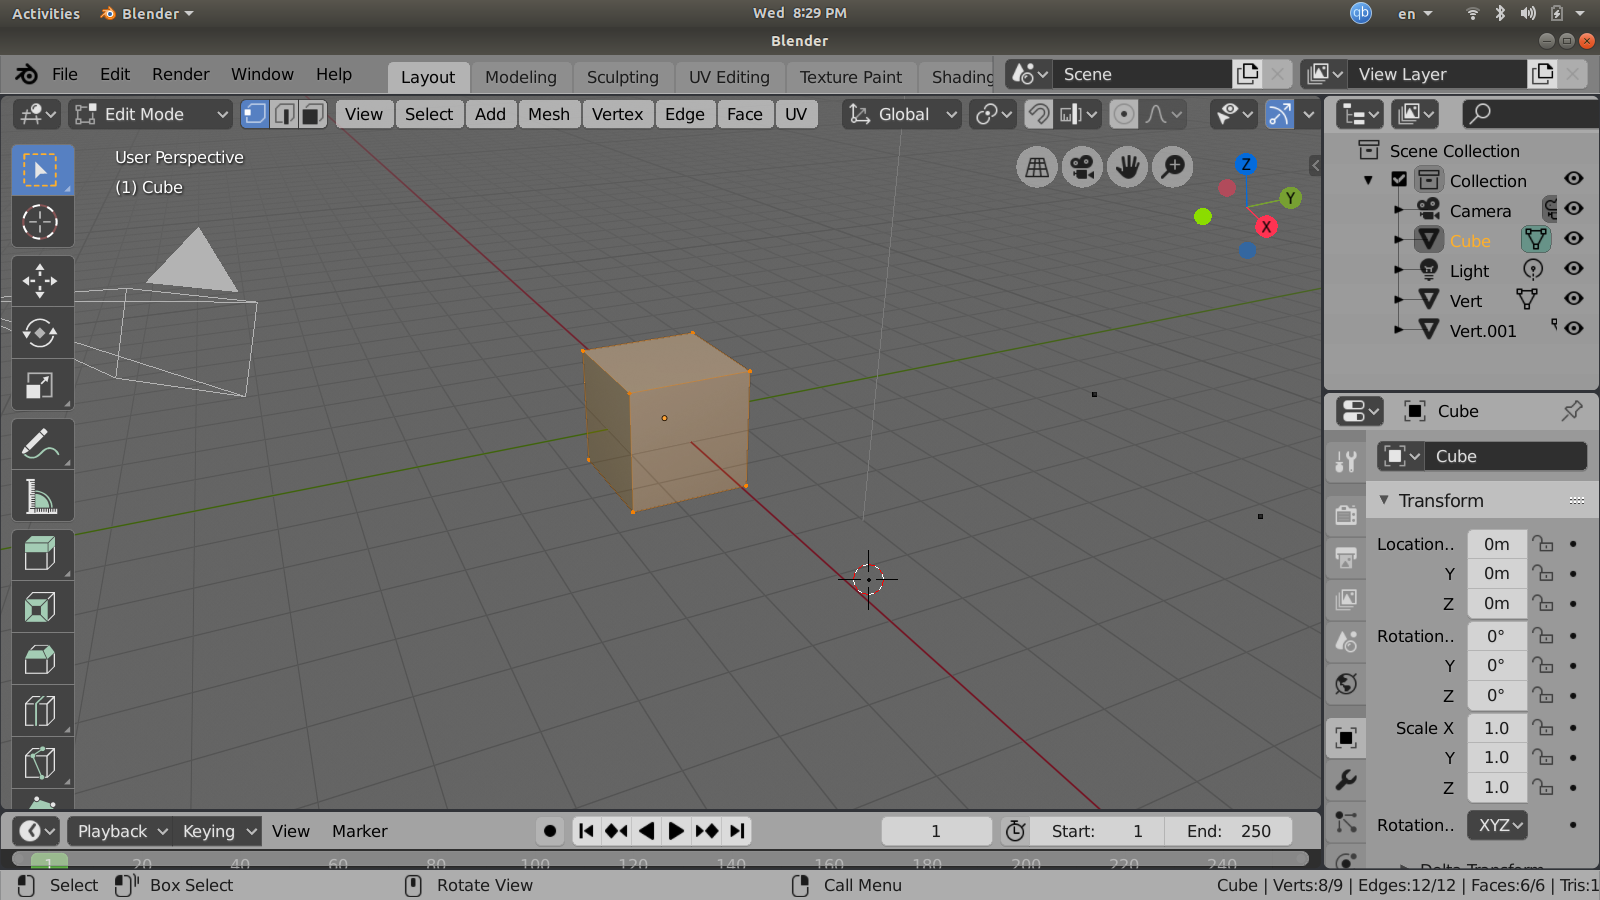 Activities Blender Wed 8:29 PM en
Blender
File Edit Render Window Help Layout Modeling Sculpting UV Editing Texture Paint Shading Scene View Layer
Edit Mode View Select Add Mesh Vertex Edge Face UV Global
User Perspective
(1) Cube
Z
Y
X
Scene Collection
Collection
Camera
Cube
Light
Vert
Vert.001
Cube
Cube
Transform
Location.. 0m
Y 0m
Z 0m
Rotation.. 0°
Y 0°
Z 0°
Scale X 1.0
Y 1.0
Z 1.0
Rotation.. XYZ
Delta Transform
Playback Keying View Marker 1 Start: 1 End: 250
1 20 40 60 80 100 120 140 160 180 200 220 240
Select Box Select Rotate View Call Menu Cube | Verts:8/9 | Edges:12/12 | Faces:6/6 | Tris:1